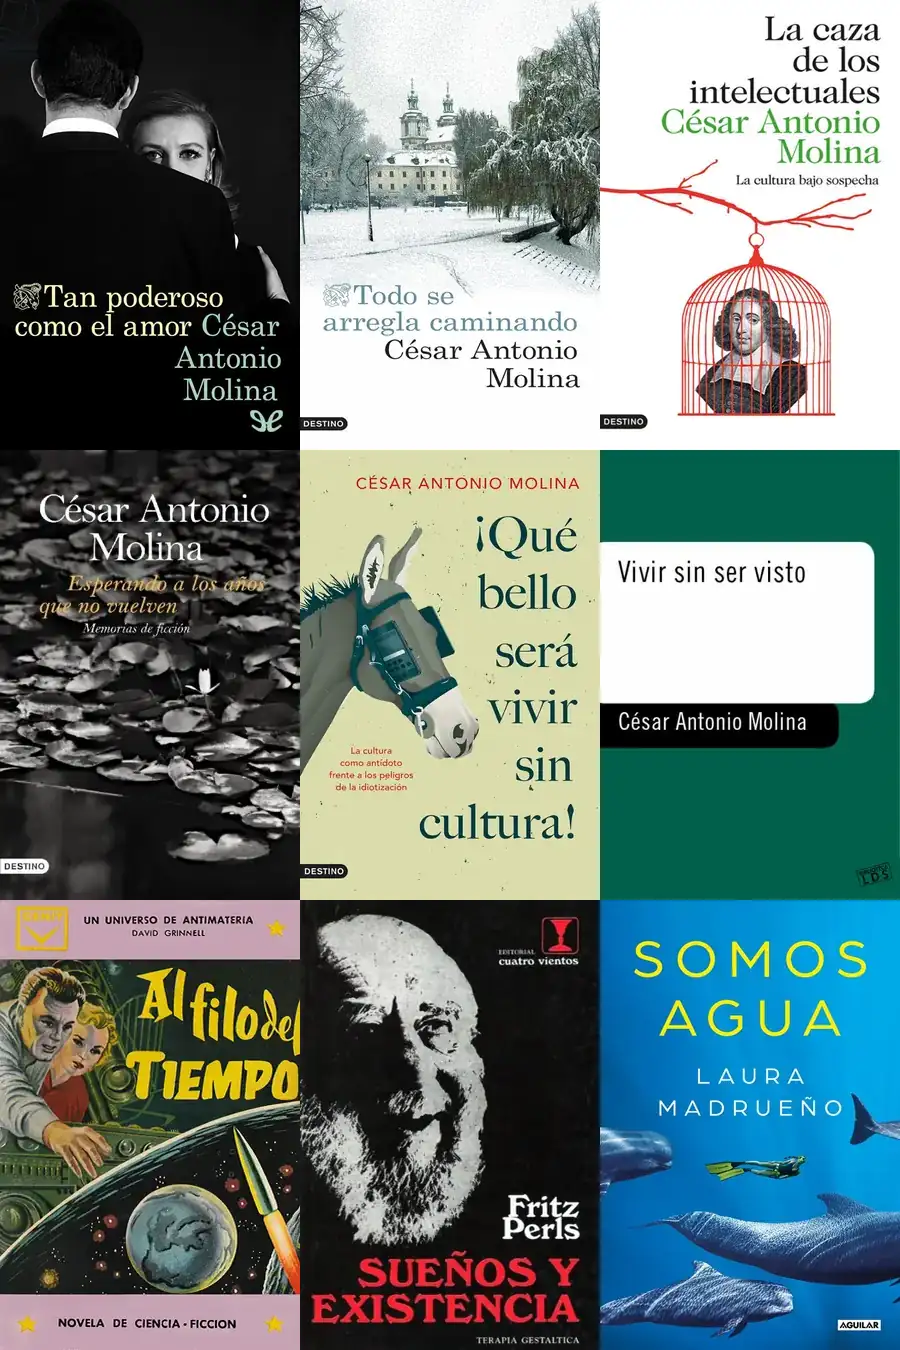 Tan poderoso
como el amor César
Antonio
Molina
Todo se
arregla caminando
César Antonio
Molina
DESTINO
La caza
de los
intelectuales
César Antonio
Molina
La cultura bajo sospecha
DESTINO
César Antonio
Molina
Esperando a los años
que no vuelven
Memorias de ficción
DESTINO
CÉSAR ANTONIO MOLINA
¡Qué
bello
será
vivir
sin
cultura!
La cultura
como antídoto
frente a los peligros
de la idiotización
DESTINO
Vivir sin ser visto
César Antonio Molina
LDS
UN UNIVERSO DE ANTIMATERIA
DAVID GRINNELL
Al filo del
TIEMPO
NOVELA DE CIENCIA-FICCION
EDITORIAL
cuatro vientos
Fritz
Perls
SUEÑOS Y
EXISTENCIA
TERAPIA GESTALTICA
SOMOS
AGUA
LAURA
MADRUEÑO
AGUILAR